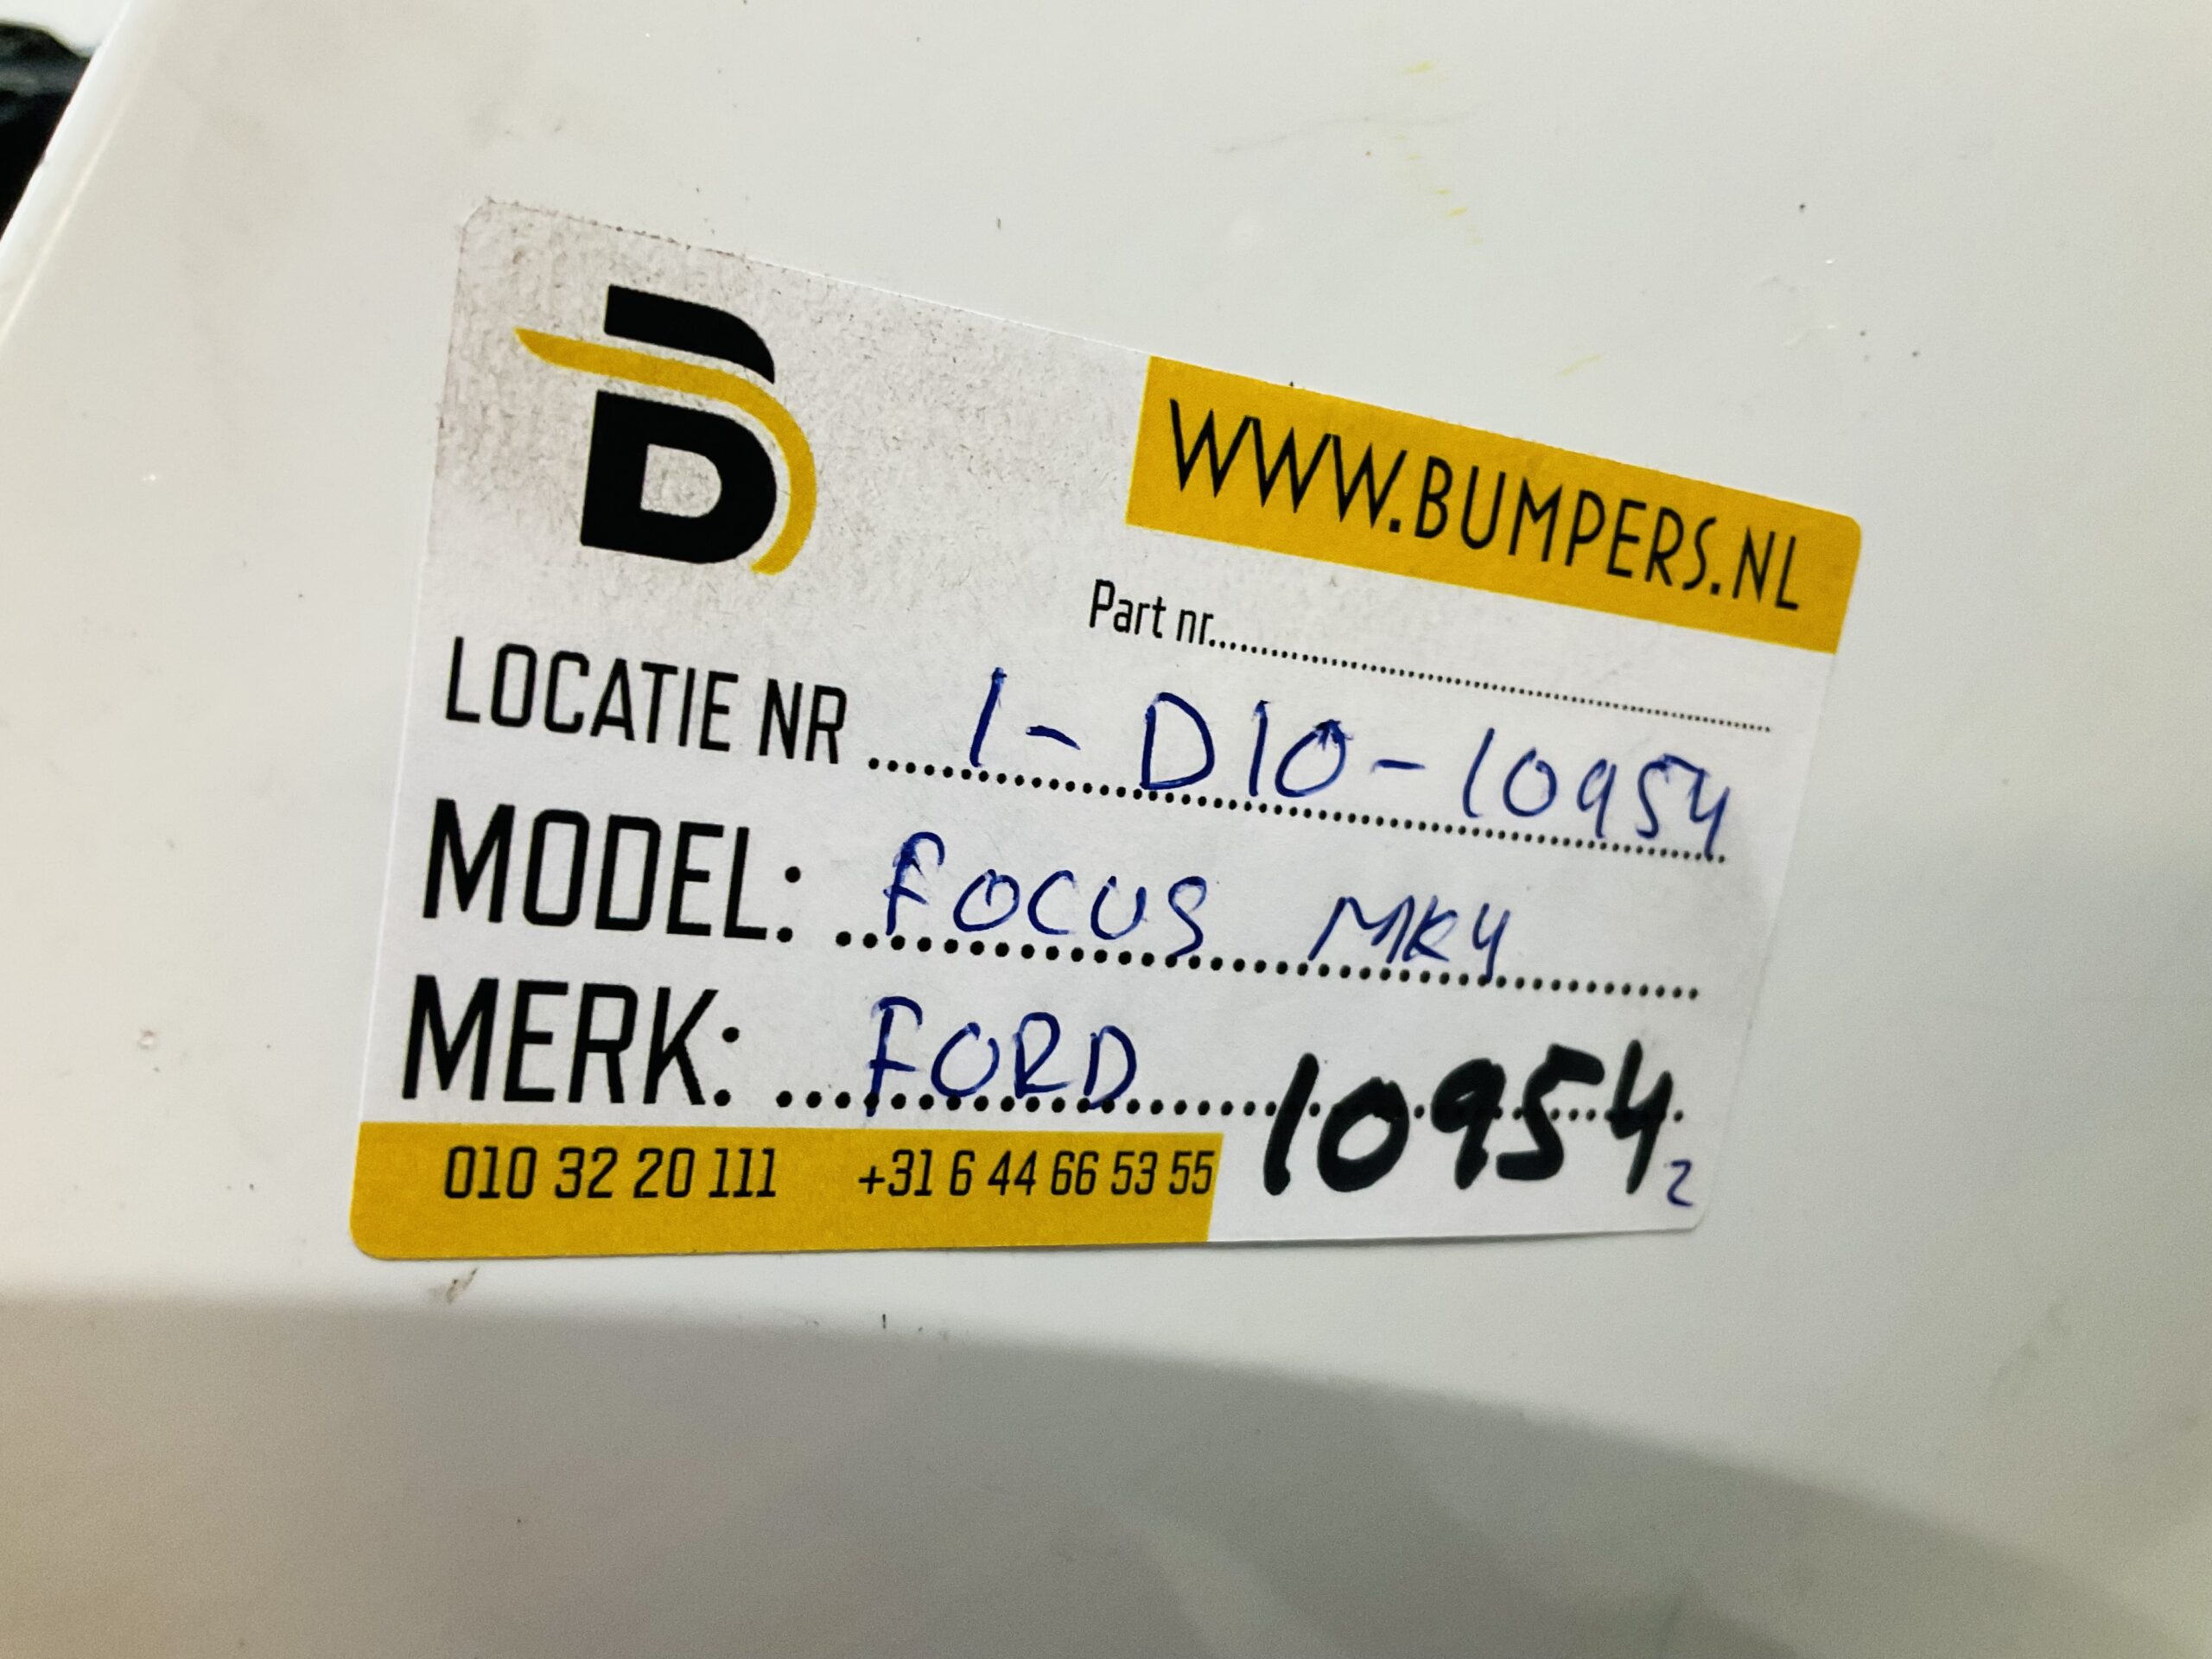 WWW.BUMPERS.NL
Part nr..................
LOCATIE NR .... 1 - D10 - 10954
MODEL: ... FOCUS MK4
MERK: ... FORD
10954 2
010 32 20 111 +31 6 44 66 53 55